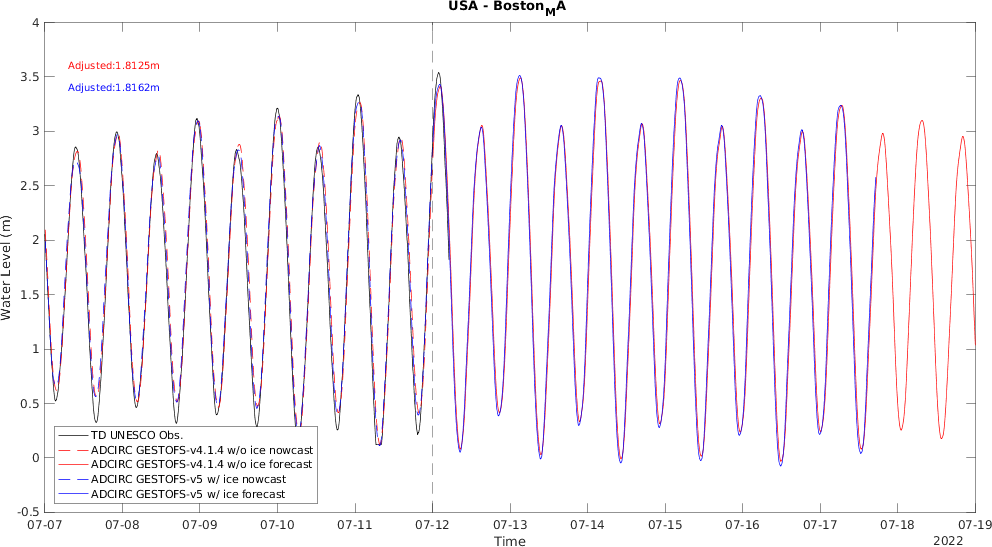 USA - Boston_MA
Adjusted:1.8125m
Adjusted:1.8162m
Water Level (m)
4
3.5
3
2.5
2
1.5
1
0.5
0
-0.5
TD UNESCO Obs.
ADCIRC GESTOFS-v4.1.4 w/o ice nowcast
ADCIRC GESTOFS-v4.1.4 w/o ice forecast
ADCIRC GESTOFS-v5 w/ ice nowcast
ADCIRC GESTOFS-v5 w/ ice forecast
07-07 07-08 07-09 07-10 07-11 07-12 07-13 07-14 07-15 07-16 07-17 07-18 07-19
Time
2022